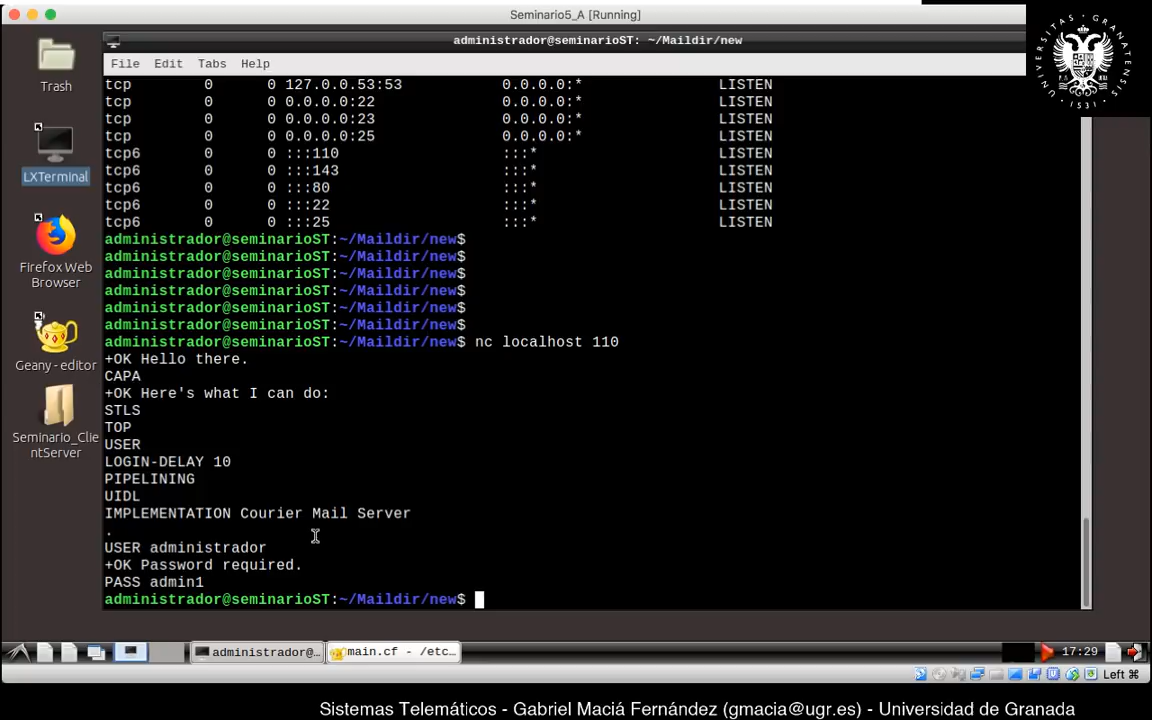 Seminario5_A [Running]
administrador@seminarioST: ~/Maildir/new
File Edit Tabs Help
tcp 0 0 127.0.0.53:53 0.0.0.0:* LISTEN
tcp 0 0 0.0.0.0:22 0.0.0.0:* LISTEN
tcp 0 0 0.0.0.0:23 0.0.0.0:* LISTEN
tcp 0 0 0.0.0.0:25 0.0.0.0:* LISTEN
tcp6 0 0 :::110 :::* LISTEN
tcp6 0 0 :::143 :::* LISTEN
tcp6 0 0 :::80 :::* LISTEN
tcp6 0 0 :::22 :::* LISTEN
tcp6 0 0 :::25 :::* LISTEN
administrador@seminarioST:~/Maildir/new$
administrador@seminarioST:~/Maildir/new$
administrador@seminarioST:~/Maildir/new$
administrador@seminarioST:~/Maildir/new$
administrador@seminarioST:~/Maildir/new$
administrador@seminarioST:~/Maildir/new$
administrador@seminarioST:~/Maildir/new$ nc localhost 110
+OK Hello there.
CAPA
+OK Here's what I can do:
STLS
TOP
USER
LOGIN-DELAY 10
PIPELINING
UIDL
IMPLEMENTATION Courier Mail Server
.
USER administrador
+OK Password required.
PASS admin1
administrador@seminarioST:~/Maildir/new$
Trash
LXTerminal
Firefox Web
Browser
Geany - editor
Seminario_Clie
ntServer
administrador@...
main.cf - /etc...
17:29
Left ⌘
UNIVERSITAS GRANATENSIS
1531
Sistemas Telemáticos - Gabriel Maciá Fernández (gmacia@ugr.es) - Universidad de Granada